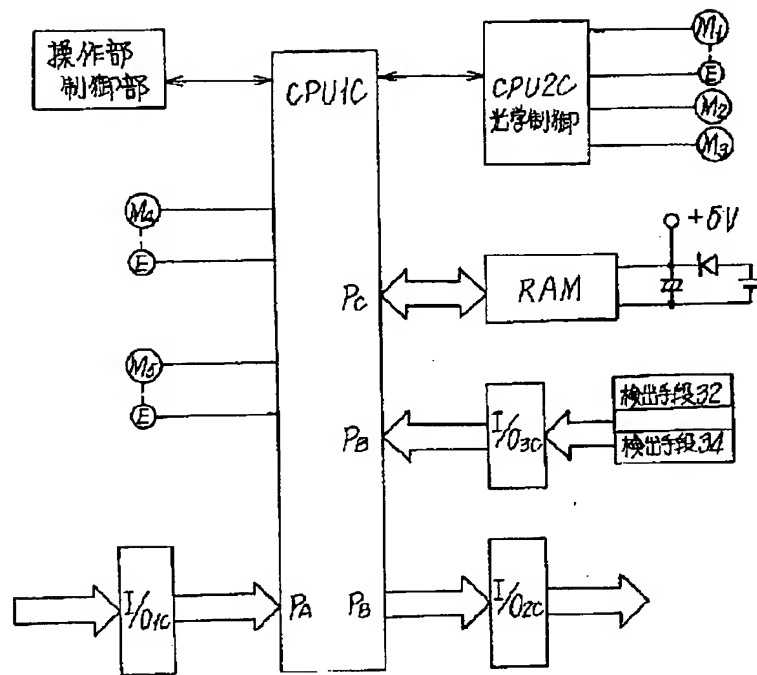 操作部
制御部
CPU1C
CPU2C
光学制御
M1
E
M2
M3
M4
E
+5V
PC
RAM
M5
E
PB
I/O3C
検出手段32
検出手段34
I/O1C
PA
PB
I/O2C